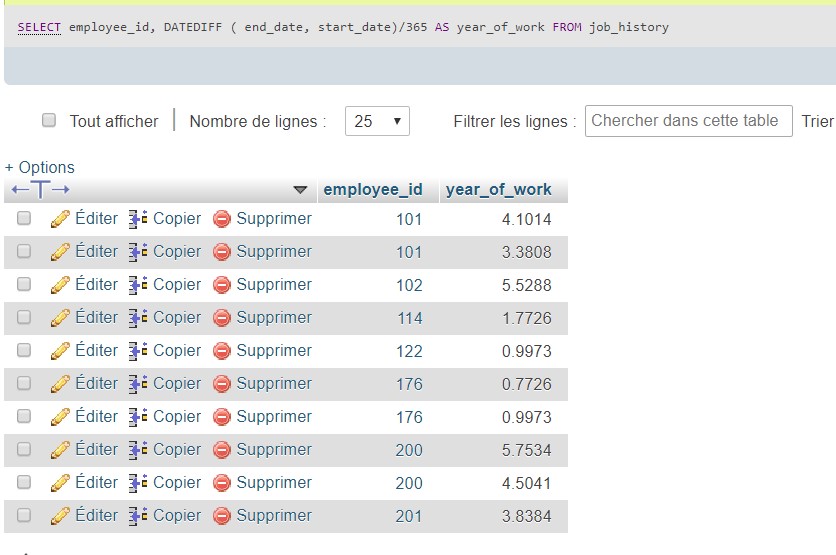 SELECT employee_id, DATEDIFF ( end_date, start_date)/365 AS year_of_work FROM job_history
Tout afficher Nombre de lignes : 25 Filtrer les lignes : Chercher dans cette table Trier
+ Options
employee_id year_of_work
Éditer Copier Supprimer 101 4.1014
Éditer Copier Supprimer 101 3.3808
Éditer Copier Supprimer 102 5.5288
Éditer Copier Supprimer 114 1.7726
Éditer Copier Supprimer 122 0.9973
Éditer Copier Supprimer 176 0.7726
Éditer Copier Supprimer 176 0.9973
Éditer Copier Supprimer 200 5.7534
Éditer Copier Supprimer 200 4.5041
Éditer Copier Supprimer 201 3.8384